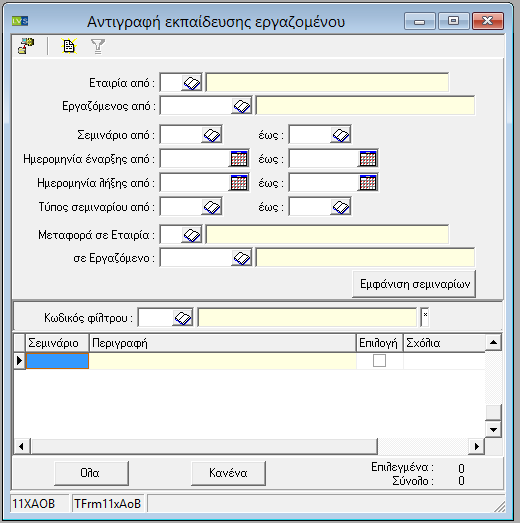 LVS Αντιγραφή εκπαίδευσης εργαζομένου
Εταιρία από :
Εργαζόμενος από :
Σεμινάριο από : έως :
Ημερομηνία έναρξης από : έως :
Ημερομηνία λήξης από : έως :
Τύπος σεμιναρίου από : έως :
Μεταφορά σε Εταιρία :
σε Εργαζόμενο :
Εμφάνιση σεμιναρίων
Κωδικός φίλτρου : *
Σεμινάριο Περιγραφή Επιλογή Σχόλια
Ολα Κανένα Επιλεγμένα : 0
Σύνολο : 0
11XAOB TFrm11xAoB